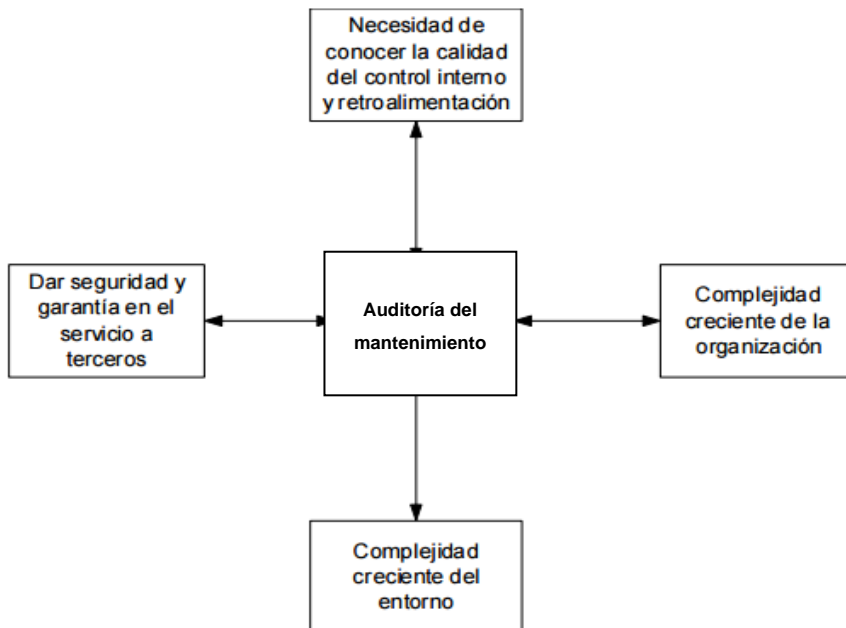 Necesidad de
conocer la calidad
del control interno
y retroalimentación
Dar seguridad y
garantía en el
servicio a
terceros
Auditoría del
mantenimiento
Complejidad
creciente de la
organización
Complejidad
creciente del
entorno